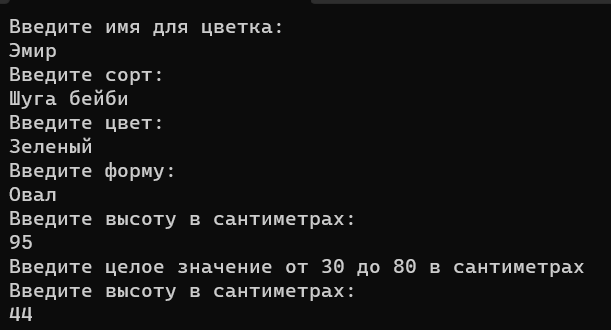 Введите имя для цветка:
Эмир
Введите сорт:
Шуга бейби
Введите цвет:
Зеленый
Введите форму:
Овал
Введите высоту в сантиметрах:
95
Введите целое значение от 30 до 80 в сантиметрах
Введите высоту в сантиметрах:
44